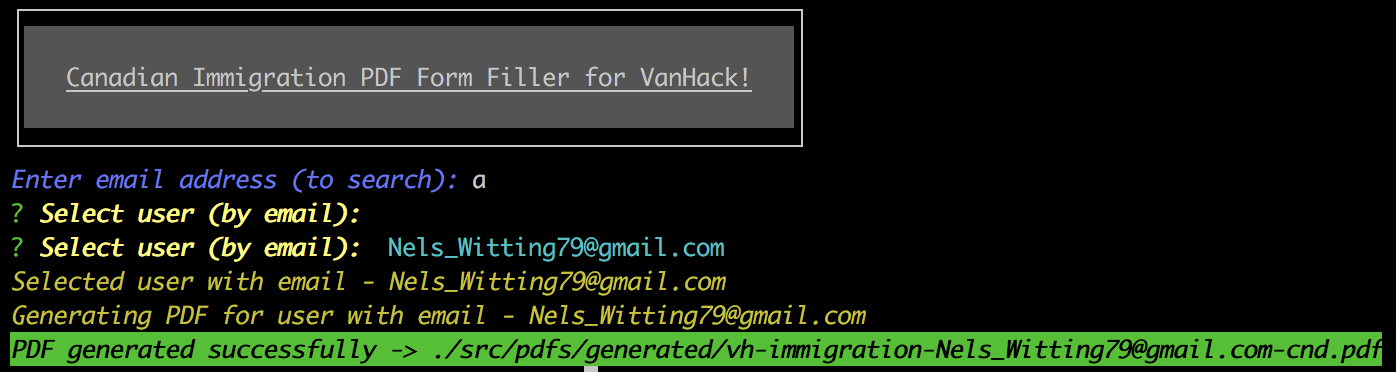 Canadian Immigration PDF Form Filler for VanHack!
Enter email address (to search): a
? Select user (by email):
? Select user (by email):  Nels_Witting79@gmail.com
Selected user with email - Nels_Witting79@gmail.com
Generating PDF for user with email - Nels_Witting79@gmail.com
PDF generated successfully -> ./src/pdfs/generated/vh-immigration-Nels_Witting79@gmail.com-cnd.pdf